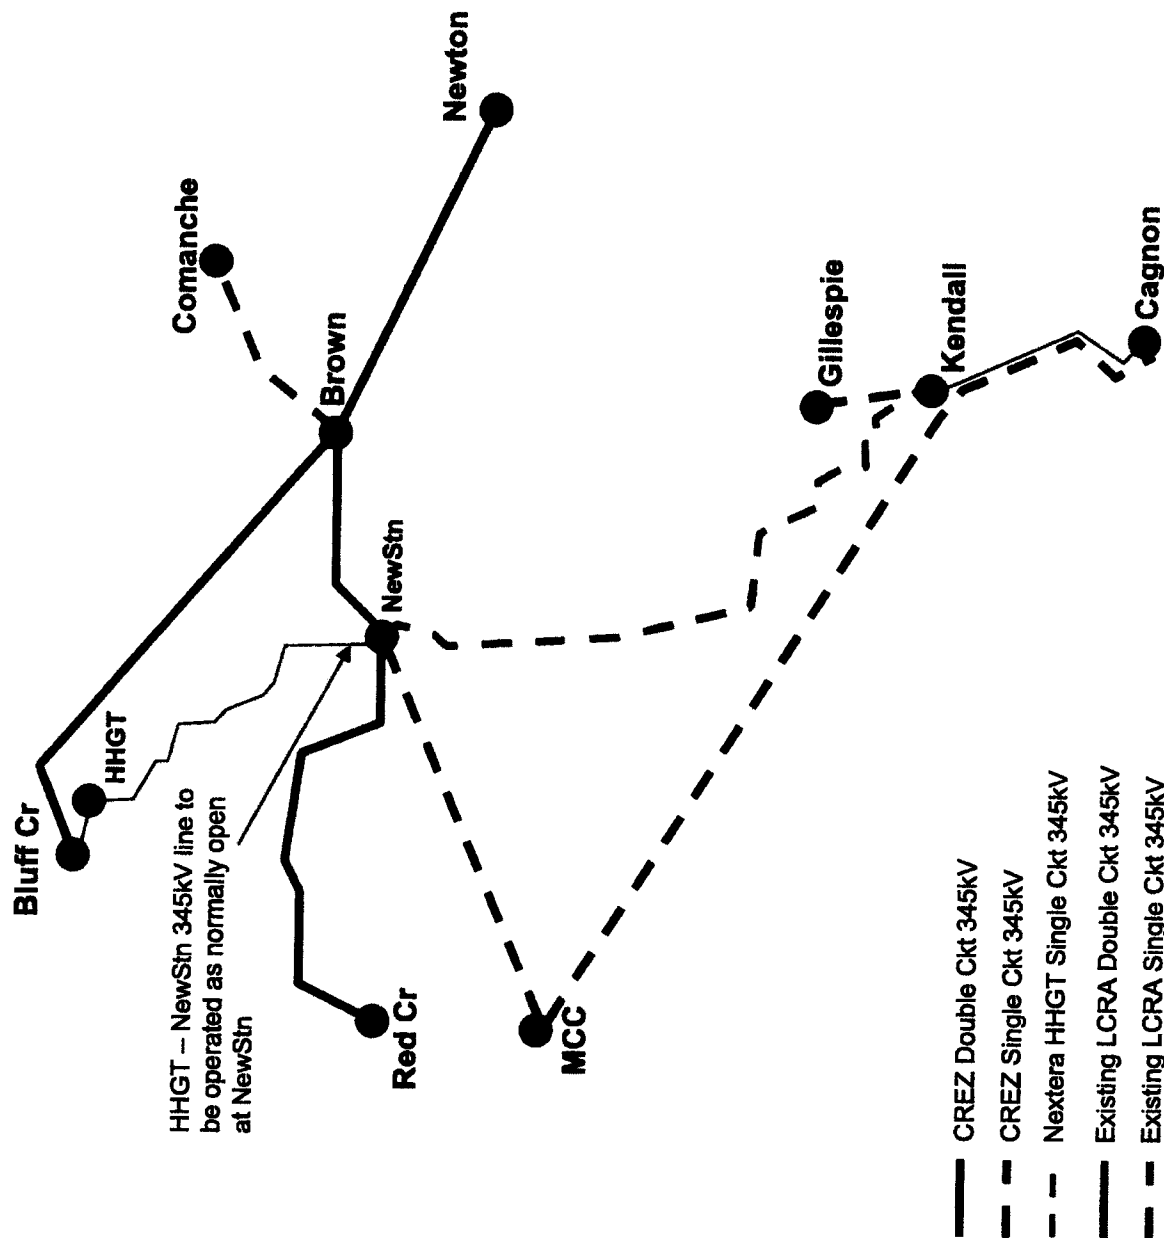 Newton
Comanche
Brown
Gillespie
Kendall
Cagnon
NewStn
HHGT
Bluff Cr
HHGT – NewStn 345kV line to
be operated as normally open
at NewStn
Red Cr
MCC
CREZ Double Ckt 345kV
CREZ Single Ckt 345kV
Nextera HHGT Single Ckt 345kV
Existing LCRA Double Ckt 345kV
Existing LCRA Single Ckt 345kV